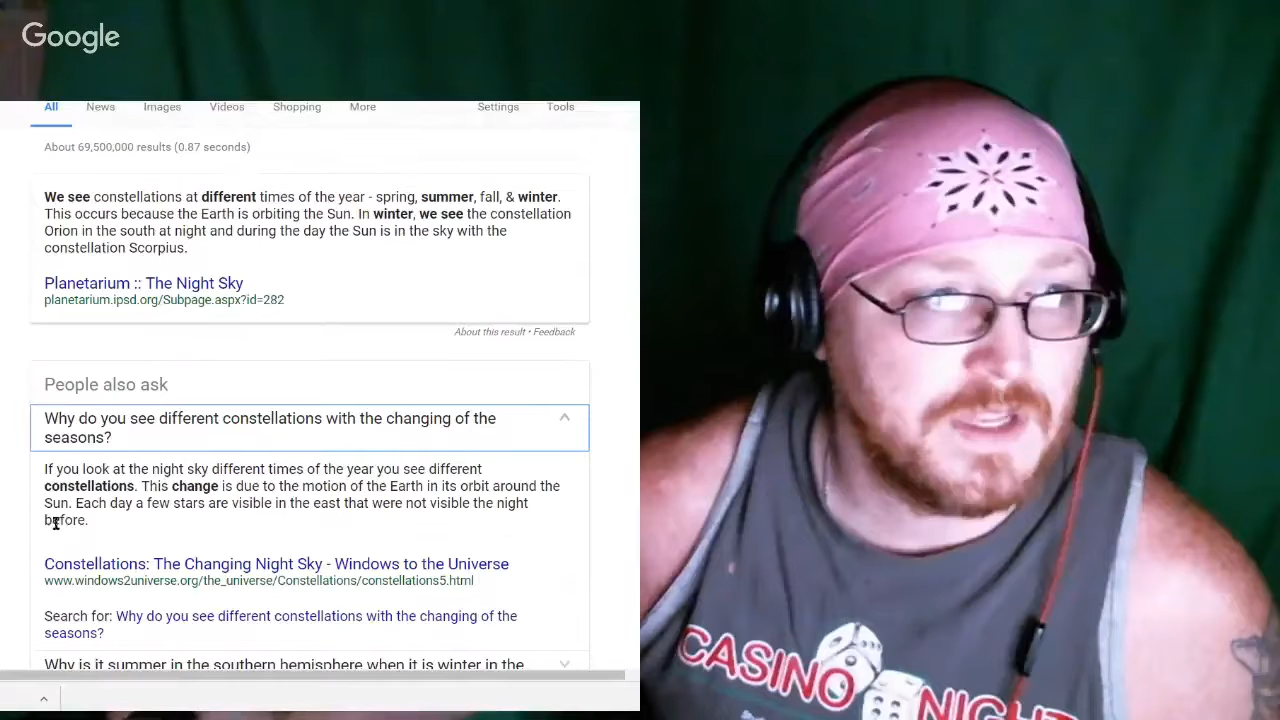 Google
All News Images Videos Shopping More Settings Tools
About 69,500,000 results (0.87 seconds)
We see constellations at different times of the year - spring, summer, fall, & winter.
This occurs because the Earth is orbiting the Sun. In winter, we see the constellation
Orion in the south at night and during the day the Sun is in the sky with the
constellation Scorpius.
Planetarium :: The Night Sky
planetarium.ipsd.org/Subpage.aspx?id=282
About this result • Feedback
People also ask
Why do you see different constellations with the changing of the
seasons?
If you look at the night sky different times of the year you see different
constellations. This change is due to the motion of the Earth in its orbit around the
Sun. Each day a few stars are visible in the east that were not visible the night
before.
Constellations: The Changing Night Sky - Windows to the Universe
www.windows2universe.org/the_universe/Constellations/constellations5.html
Search for: Why do you see different constellations with the changing of the
seasons?
Why is it summer in the southern hemisphere when it is winter in the
CASINO NIGHT